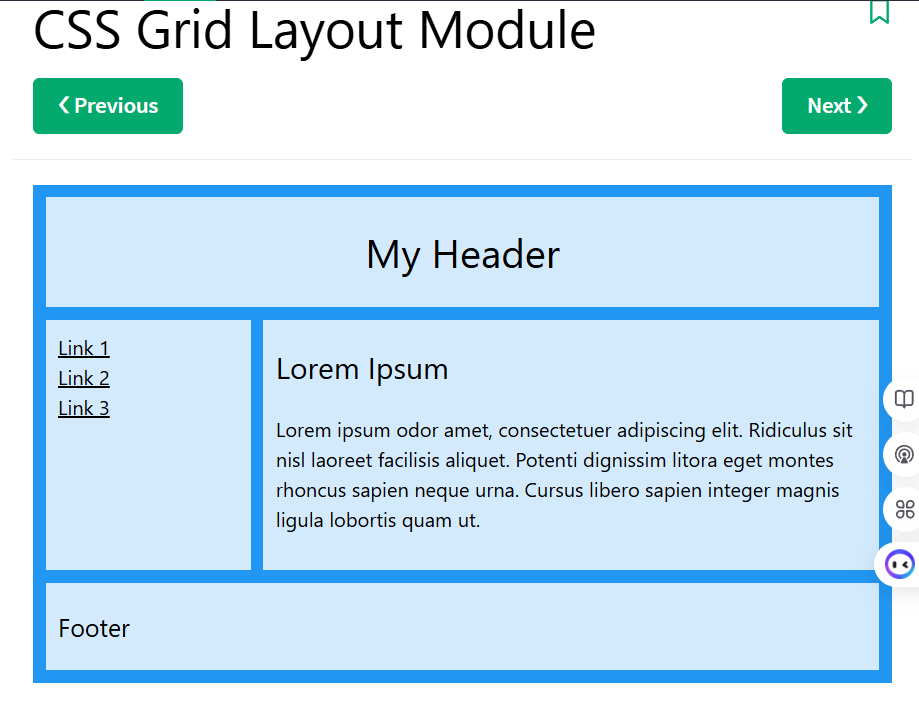 CSS Grid Layout Module
❮ Previous
Next ❯
My Header
Link 1
Link 2
Link 3
Lorem Ipsum
Lorem ipsum odor amet, consectetuer adipiscing elit. Ridiculus sit
nisl laoreet facilisis aliquet. Potenti dignissim litora eget montes
rhoncus sapien neque urna. Cursus libero sapien integer magnis
ligula lobortis quam ut.
Footer